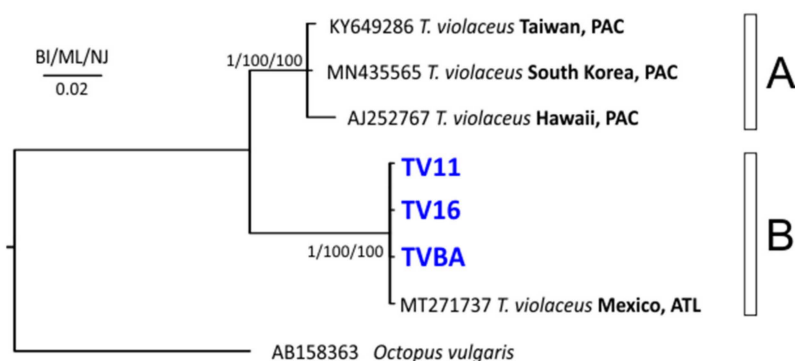 KY649286 T. violaceus Taiwan, PAC
BI/ML/NJ
0.02
1/100/100
MN435565 T. violaceus South Korea, PAC
A
AJ252767 T. violaceus Hawaii, PAC
TV11
TV16
B
1/100/100
TVBA
MT271737 T. violaceus Mexico, ATL
AB158363 Octopus vulgaris